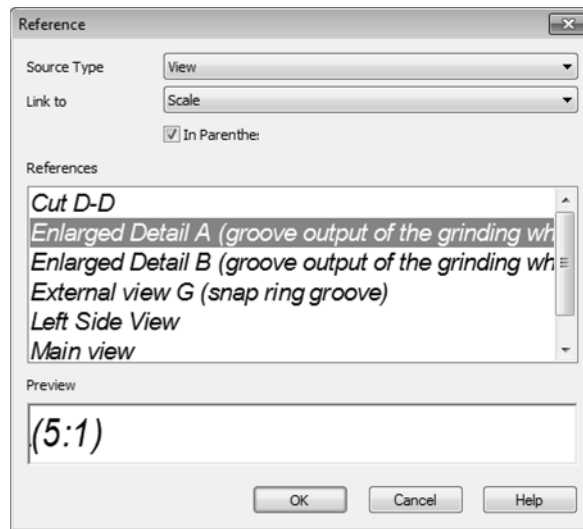 Reference
Source Type View
Link to Scale
In Parenthe
References
Cut D-D
Enlarged Detail A (groove output of the grinding wh
Enlarged Detail B (groove output of the grinding wh
External view G (snap ring groove)
Left Side View
Main view
Preview
(5:1)
OK Cancel Help